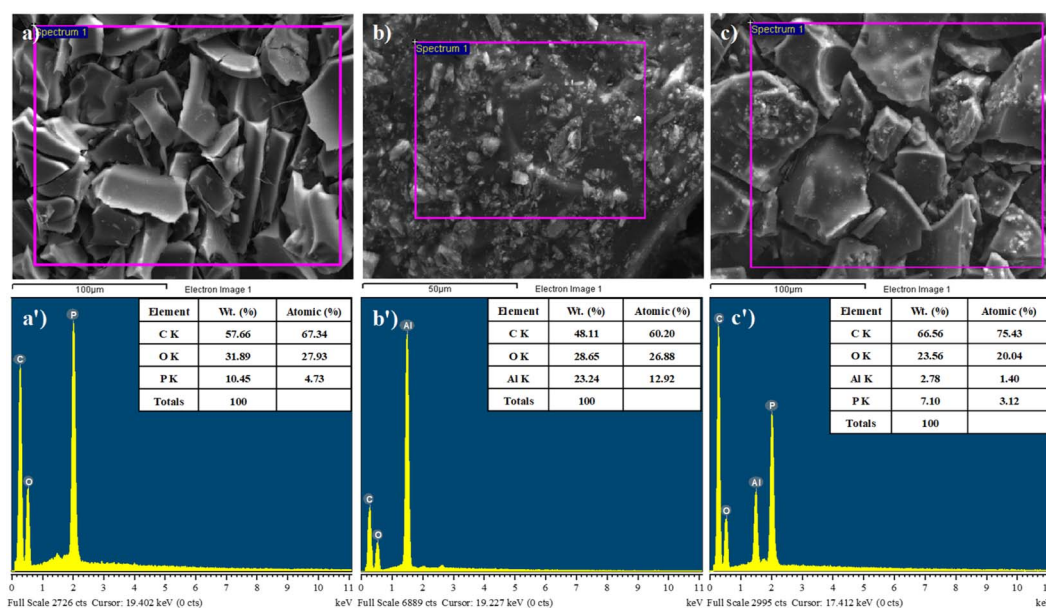 a)
Spectrum 1
b)
Spectrum 1
c)
Spectrum 1
100µm Electron Image 1
50µm Electron Image 1
100µm Electron Image 1
a')
Element Wt. (%) Atomic (%)
C K 57.66 67.34
O K 31.89 27.93
P K 10.45 4.73
Totals 100
C
O
P
0 1 2 3 4 5 6 7 8 9 10 11
Full Scale 2726 cts Cursor: 19.402 keV (0 cts) keV
b')
Element Wt. (%) Atomic (%)
C K 48.11 60.20
O K 28.65 26.88
Al K 23.24 12.92
Totals 100
C
O
Al
0 1 2 3 4 5 6 7 8 9 10 11
Full Scale 6889 cts Cursor: 19.227 keV (0 cts) keV
c')
Element Wt. (%) Atomic (%)
C K 66.56 75.43
O K 23.56 20.04
Al K 2.78 1.40
P K 7.10 3.12
Totals 100
C
O
Al
P
0 1 2 3 4 5 6 7 8 9 10 11
Full Scale 2995 cts Cursor: 17.412 keV (0 cts) ke